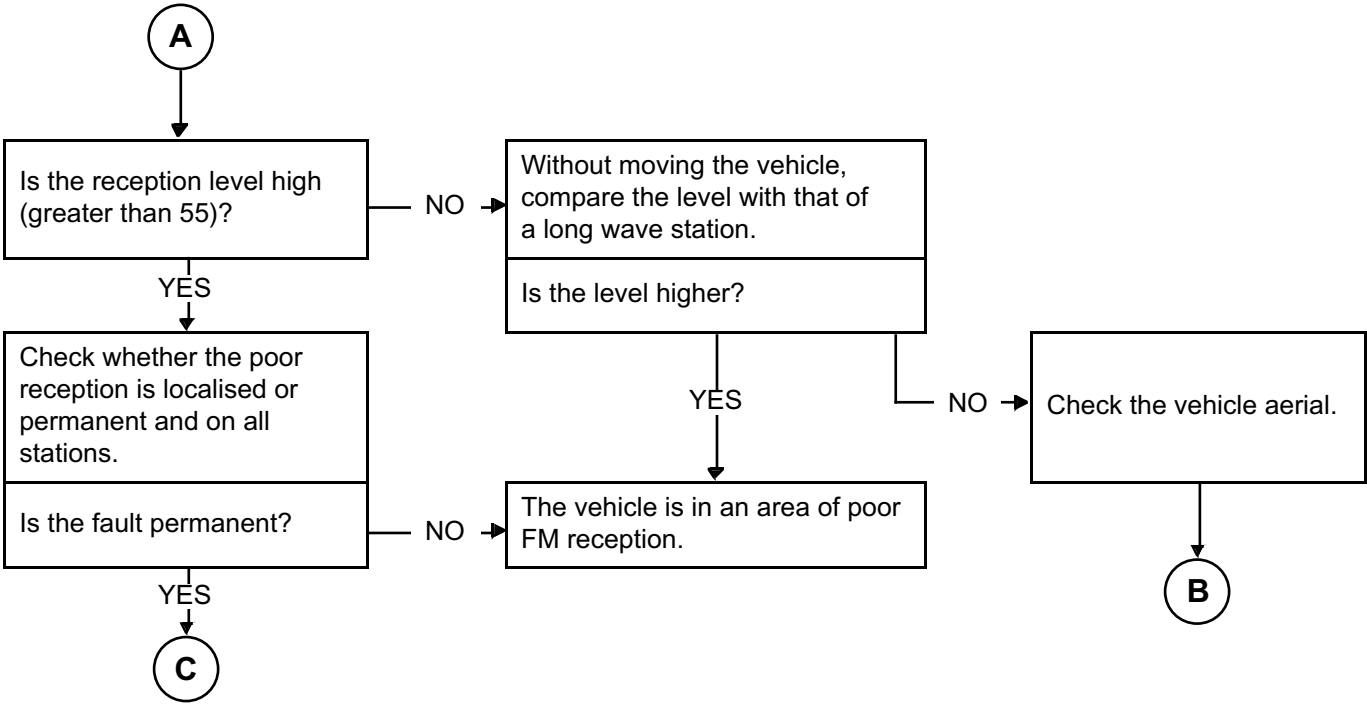 A
Is the reception level high
(greater than 55)?
NO
Without moving the vehicle,
compare the level with that of
a long wave station.
Is the level higher?
YES
Check whether the poor
reception is localised or
permanent and on all
stations.
Is the fault permanent?
YES
NO
Check the vehicle aerial.
NO
The vehicle is in an area of poor
FM reception.
YES
B
C